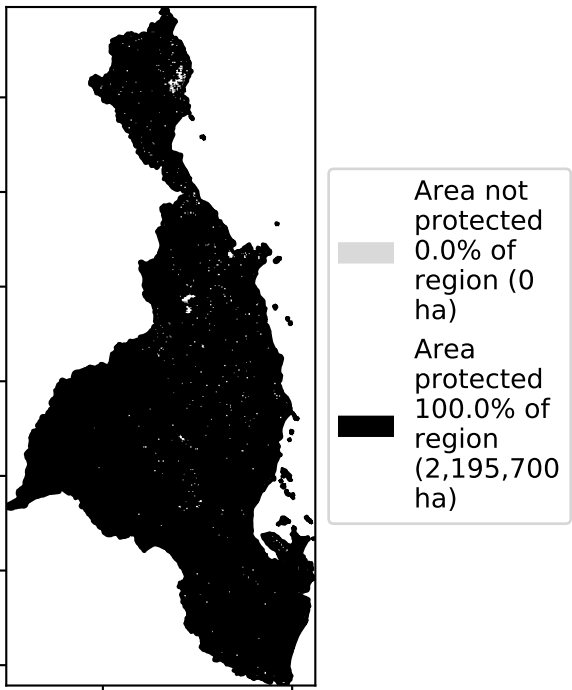 Area not
protected
0.0% of
region (0
ha)
Area
protected
100.0% of
region
(2,195,700
ha)